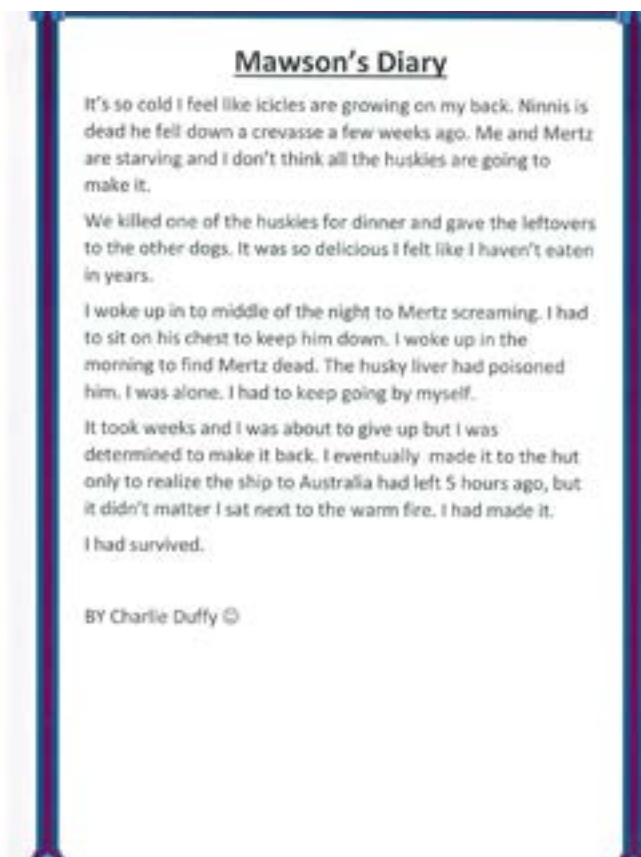 Mawson's Diary
It's so cold I feel like icicles are growing on my back. Ninnis is
dead he fell down a crevasse a few weeks ago. Me and Mertz
are starving and I don't think all the huskies are going to
make it.
We killed one of the huskies for dinner and gave the leftovers
to the other dogs. It was so delicious I felt like I haven't eaten
in years.
I woke up in to middle of the night to Mertz screaming. I had
to sit on his chest to keep him down. I woke up in the
morning to find Mertz dead. The husky liver had poisoned
him. I was alone. I had to keep going by myself.
It took weeks and I was about to give up but I was
determined to make it back. I eventually  made it to the hut
only to realize the ship to Australia had left 5 hours ago, but
it didn't matter I sat next to the warm fire. I had made it.
I had survived.
BY Charlie Duffy ☺